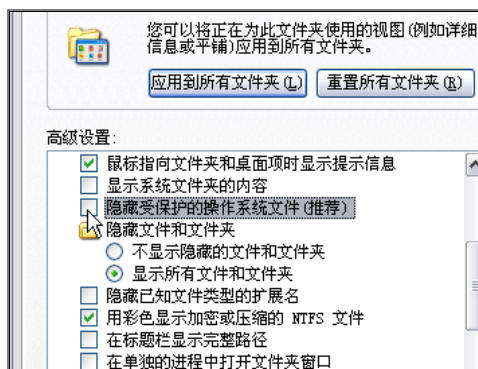 您可以将正在为此文件夹使用的视图(例如详细
信息或平铺)应用到所有文件夹。
应用到所有文件夹(L) 重置所有文件夹(R)
高级设置:
鼠标指向文件夹和桌面项时显示提示信息
显示系统文件夹的内容
隐藏受保护的操作系统文件(推荐)
隐藏文件和文件夹
不显示隐藏的文件和文件夹
显示所有文件和文件夹
隐藏已知文件类型的扩展名
用彩色显示加密或压缩的 NTFS 文件
在标题栏显示完整路径
在单独的进程中打开文件夹窗口